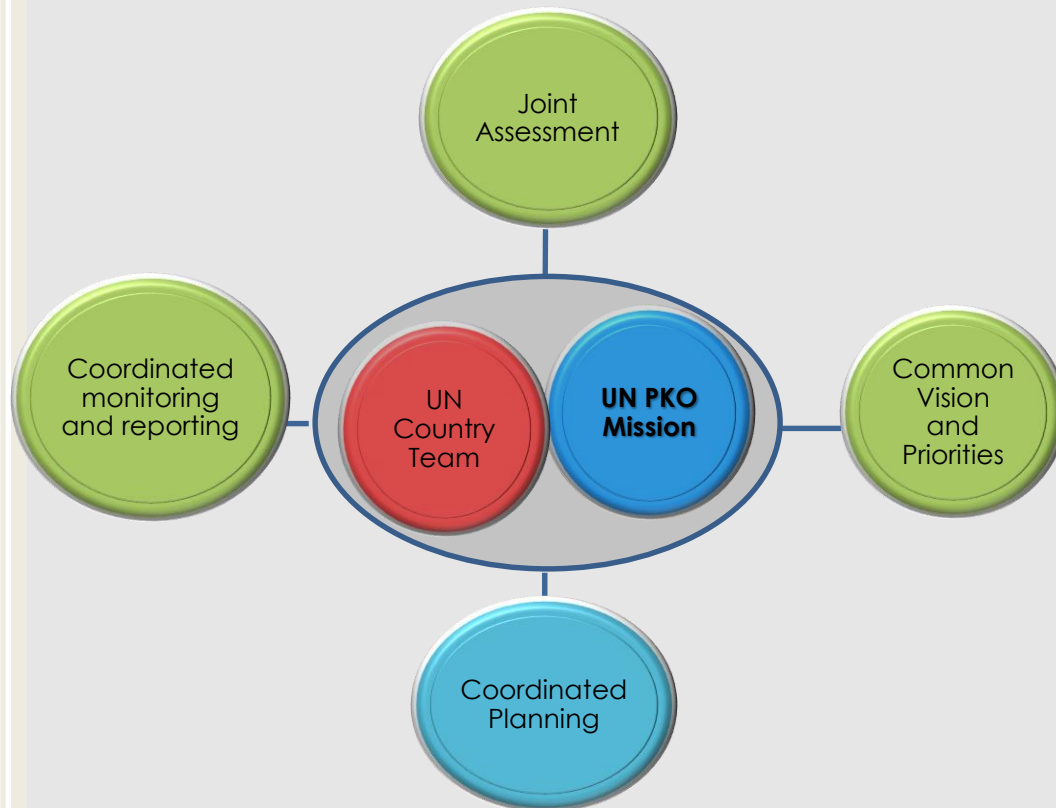 Joint
Assessment
Coordinated
monitoring
and reporting
UN
Country
Team
UN PKO
Mission
Common
Vision
and
Priorities
Coordinated
Planning